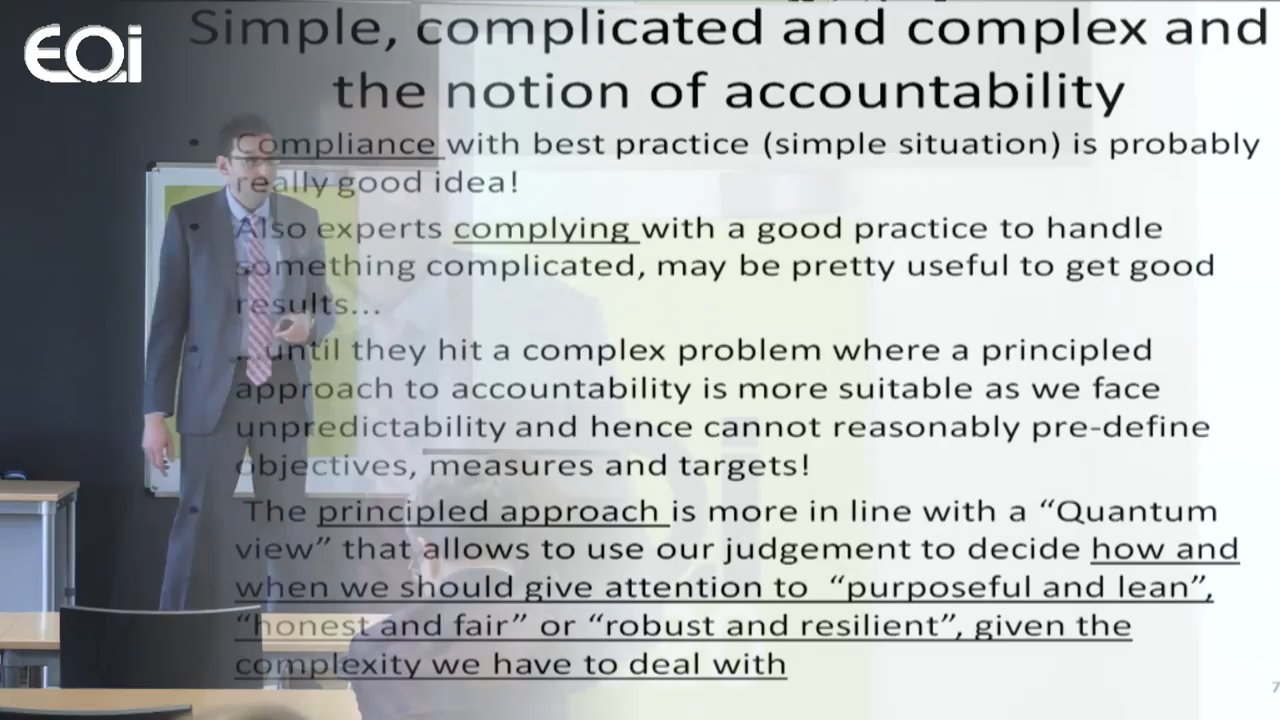 EOi
Simple, complicated and complex and
the notion of accountability
• Compliance with best practice (simple situation) is probably
really good idea!
• Also experts complying with a good practice to handle
something complicated, may be pretty useful to get good
results...
• ...until they hit a complex problem where a principled
approach to accountability is more suitable as we face
unpredictability and hence cannot reasonably pre-define
objectives, measures and targets!
• The principled approach is more in line with a “Quantum
view” that allows to use our judgement to decide how and
when we should give attention to “purposeful and lean”,
“honest and fair” or “robust and resilient”, given the
complexity we have to deal with
7